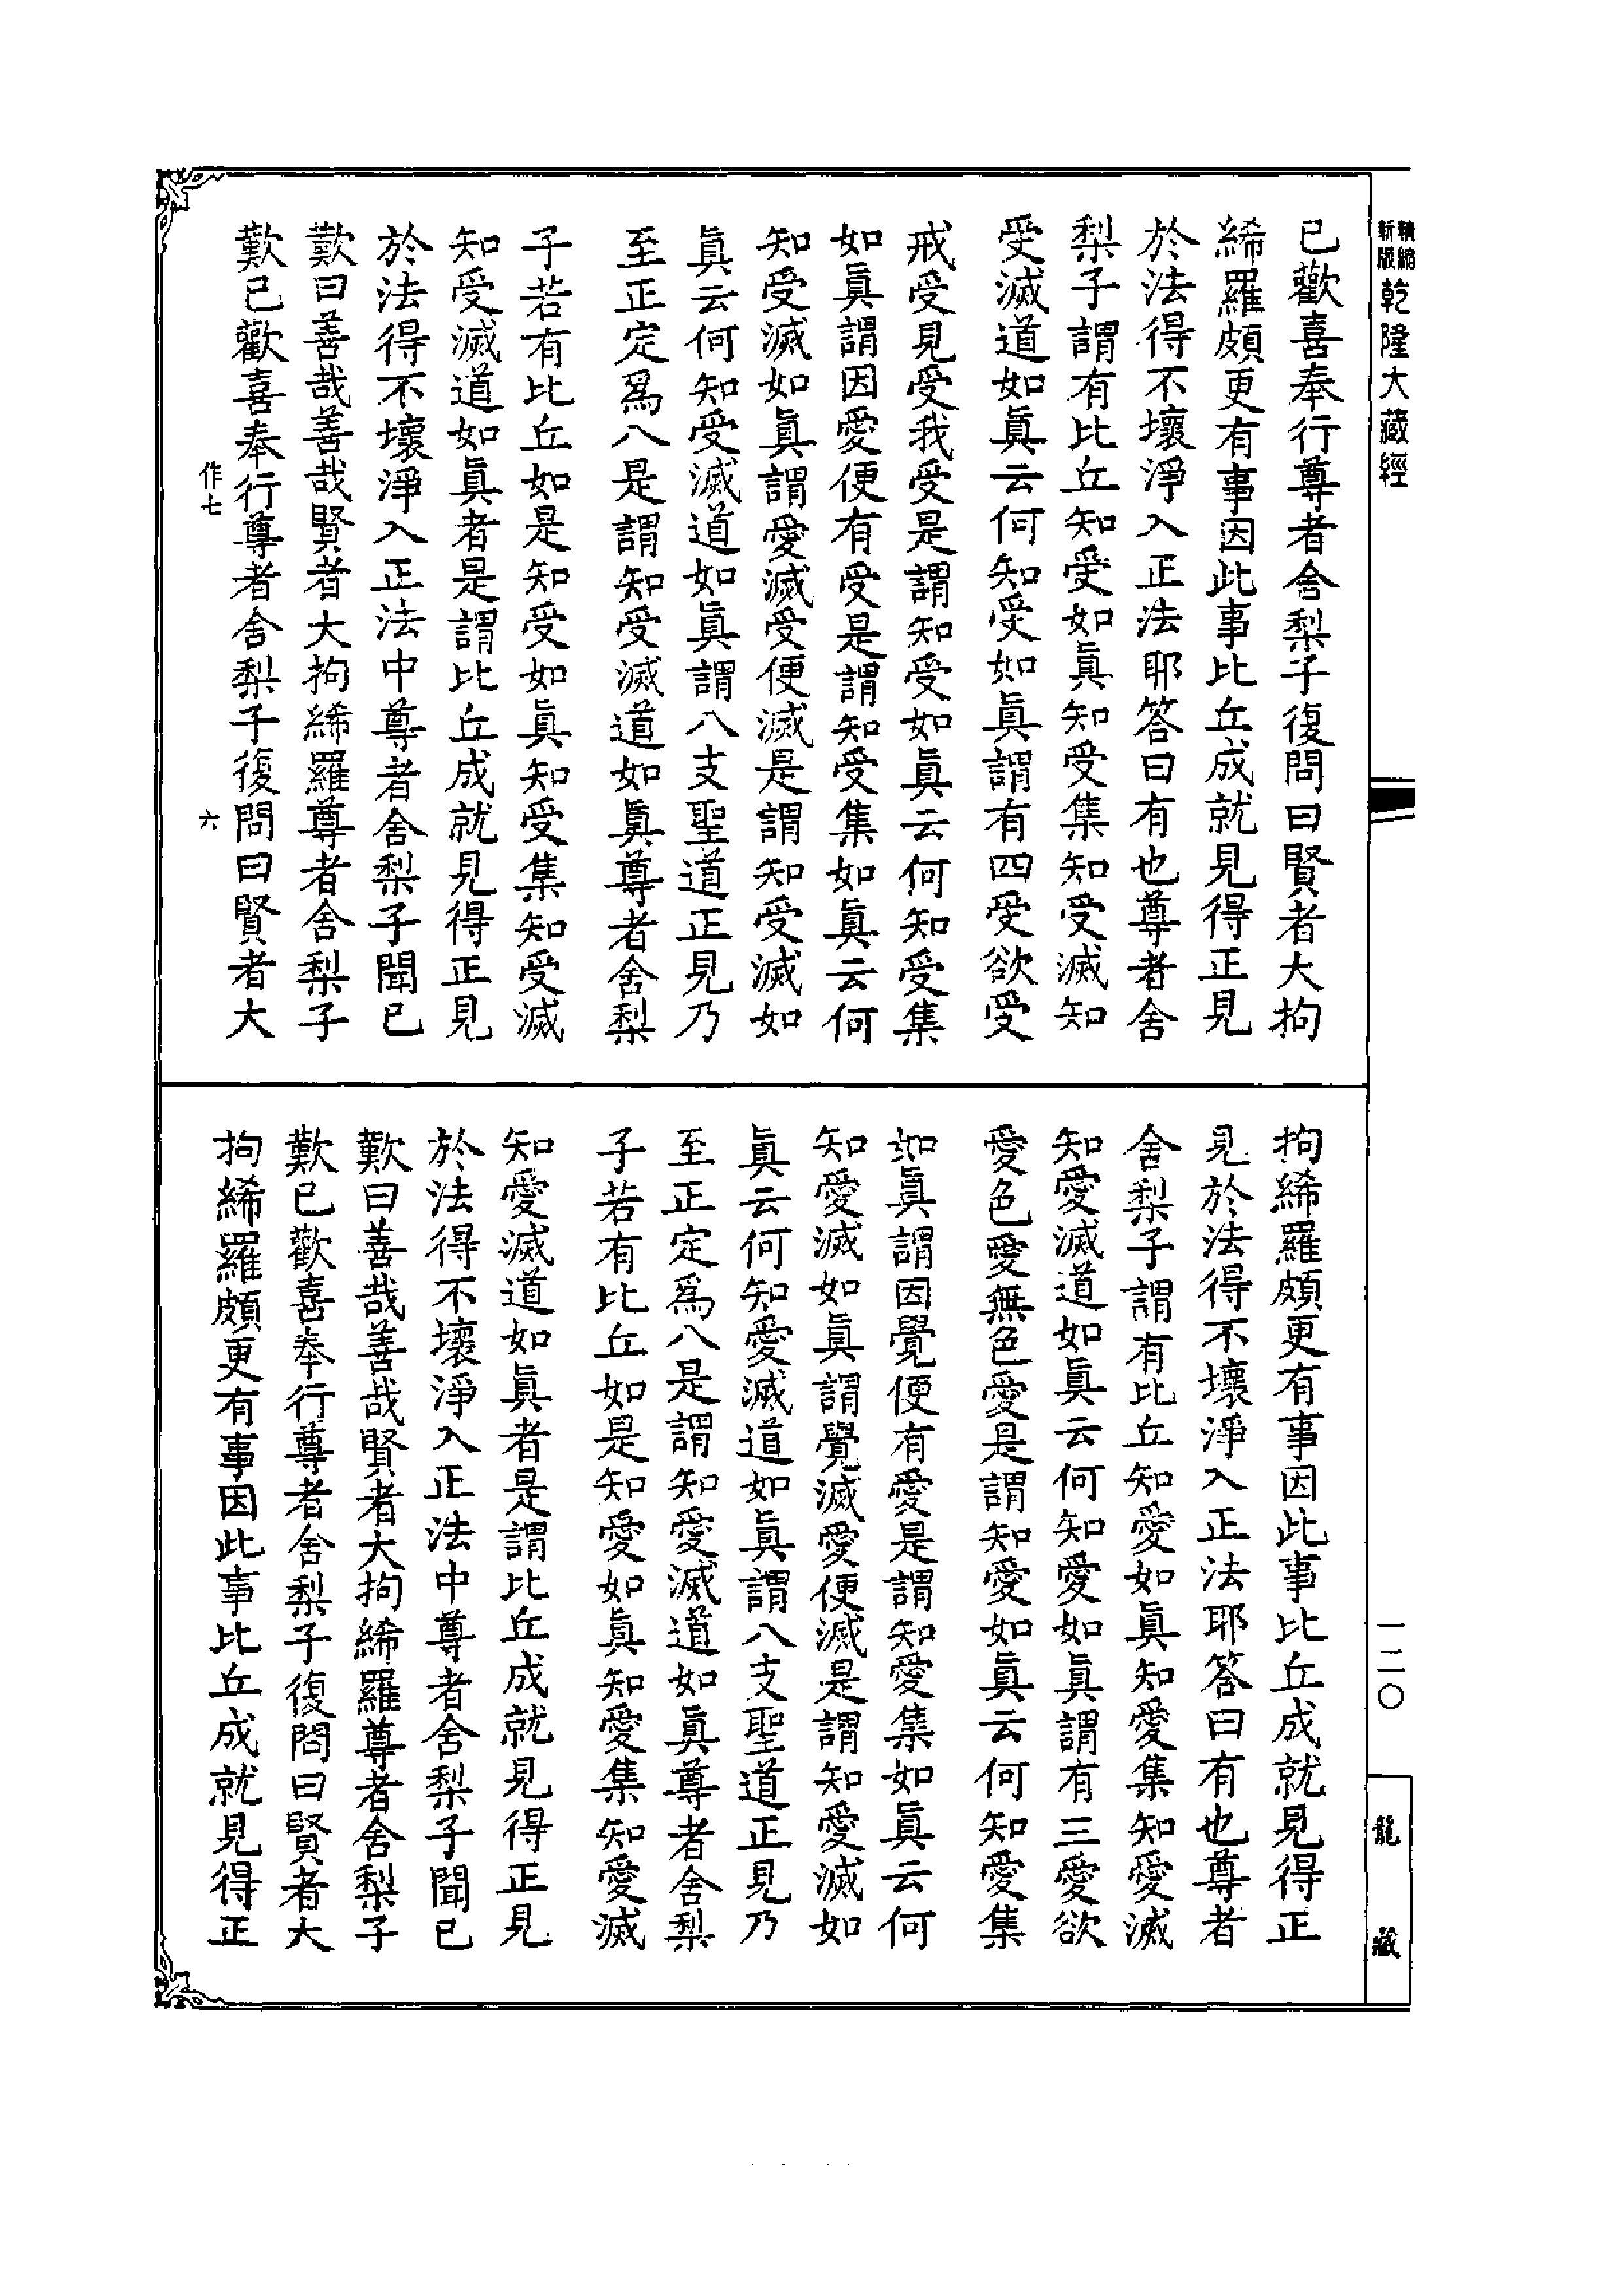 精縮
新版
乾隆大藏經
已歡喜奉行尊者舍梨子復問曰賢者大拘
絺羅頗更有事因此事比丘成就見得正見
於法得不壞淨入正法耶答曰有也尊者舍
梨子謂有比丘知受如眞知受集知受滅知
受滅道如眞云何知受如眞謂有四受欲受
戒受見受我受是謂知受如眞云何知受集
如眞謂因愛便有受是謂知受集如眞云何
知受滅如眞謂愛滅受便滅是謂知受滅如
眞云何知受滅道如眞謂八支聖道正見乃
至正定爲八是謂知受滅道如眞尊者舍梨
子若有比丘如是知受如眞知受集知受滅
知受滅道如眞者是謂比丘成就見得正見
於法得不壞淨入正法中尊者舍梨子聞已
歎曰善哉善哉賢者大拘絺羅尊者舍梨子
歎已歡喜奉行尊者舍梨子復問曰賢者大
作七
六
拘絺羅頗更有事因此事比丘成就見得正
見於法得不壞淨入正法耶答曰有也尊者
舍梨子謂有比丘知愛如眞知愛集知愛滅
知愛滅道如眞云何知愛如眞謂有三愛欲
愛色愛無色愛是謂知愛如眞云何知愛集
如眞謂因覺便有愛是謂知愛集如眞云何
知愛滅如眞謂覺滅愛便滅是謂知愛滅如
眞云何知愛滅道如眞謂八支聖道正見乃
至正定爲八是謂知愛滅道如眞尊者舍梨
子若有比丘如是知愛如眞知愛集知愛滅
知愛滅道如眞者是謂比丘成就見得正見
於法得不壞淨入正法中尊者舍梨子聞已
歎曰善哉善哉賢者大拘絺羅尊者舍梨子
歎已歡喜奉行尊者舍梨子復問曰賢者大
拘絺羅頗更有事因此事比丘成就見得正
一二〇
龍藏